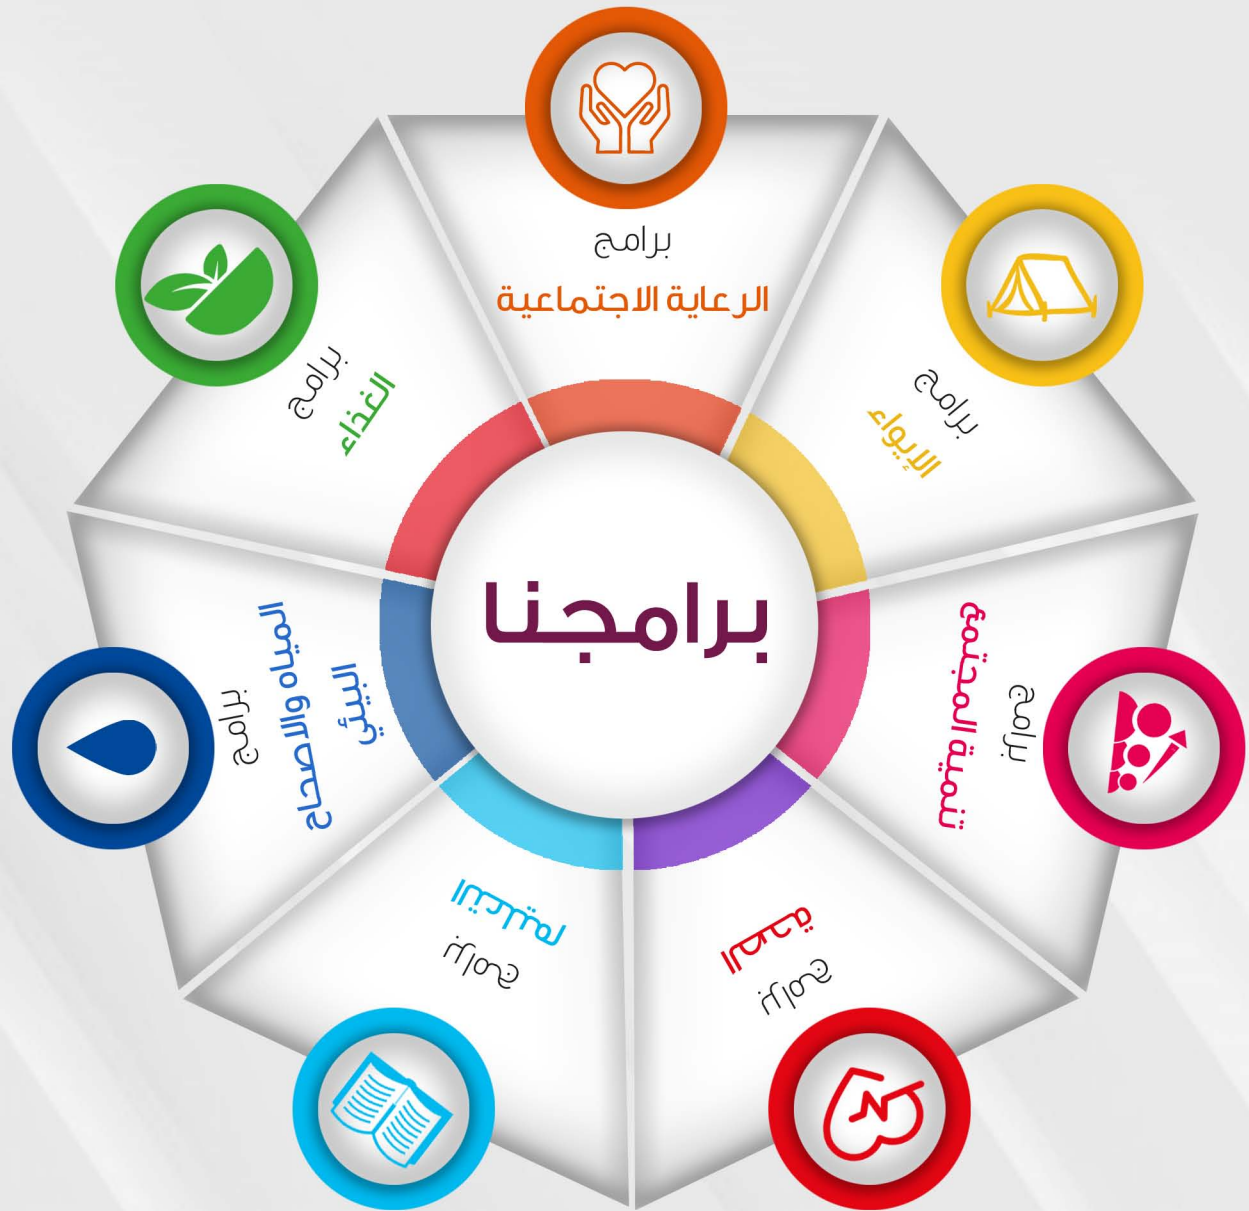 برامجنا
برامج
الرعاية الاجتماعية
برامج
الإيواء
برامج
تنمية المجتمع
برامج
الصحة
برامج
التعليم
برامج
المياه والاصحاح
البيئي
برامج
الغذاء